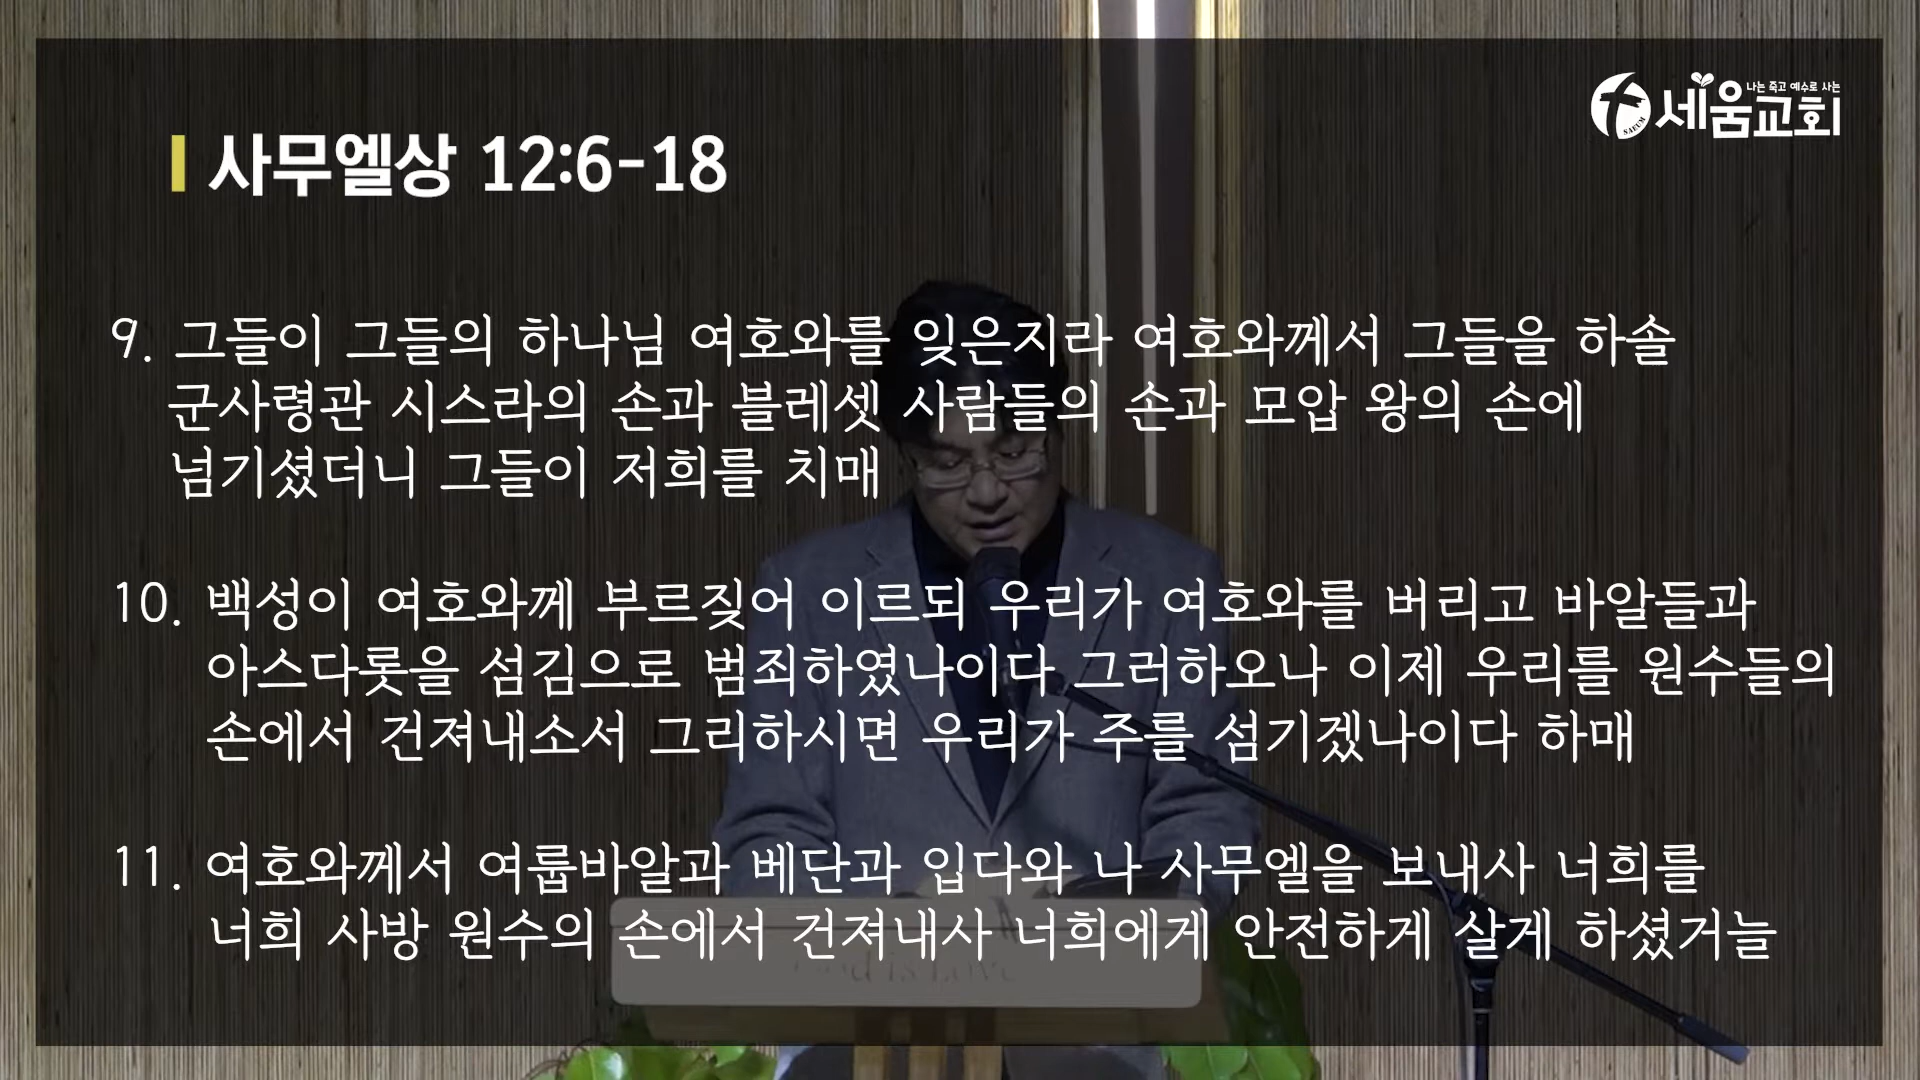 나는 죽고 예수로 사는
세움교회
SAEUM
사무엘상 12:6-18
9. 그들이 그들의 하나님 여호와를 잊은지라 여호와께서 그들을 하솔
군사령관 시스라의 손과 블레셋 사람들의 손과 모압 왕의 손에
넘기셨더니 그들이 저희를 치매
10. 백성이 여호와께 부르짖어 이르되 우리가 여호와를 버리고 바알들과
아스다롯을 섬김으로 범죄하였나이다 그러하오나 이제 우리를 원수들의
손에서 건져내소서 그리하시면 우리가 주를 섬기겠나이다 하매
11. 여호와께서 여룹바알과 베단과 입다와 나 사무엘을 보내사 너희를
너희 사방 원수의 손에서 건져내사 너희에게 안전하게 살게 하셨거늘
God is Love